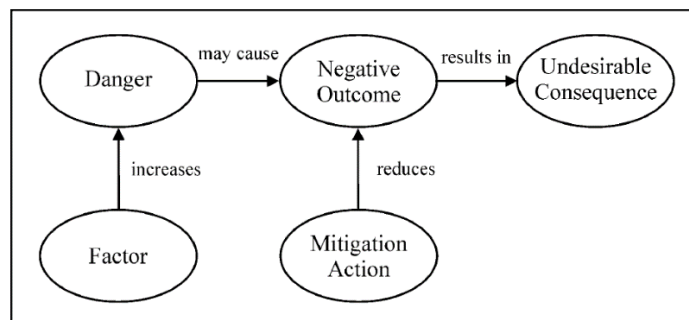 may cause
results in
Danger
Negative
Outcome
Undesirable
Consequence
increases
reduces
Factor
Mitigation
Action